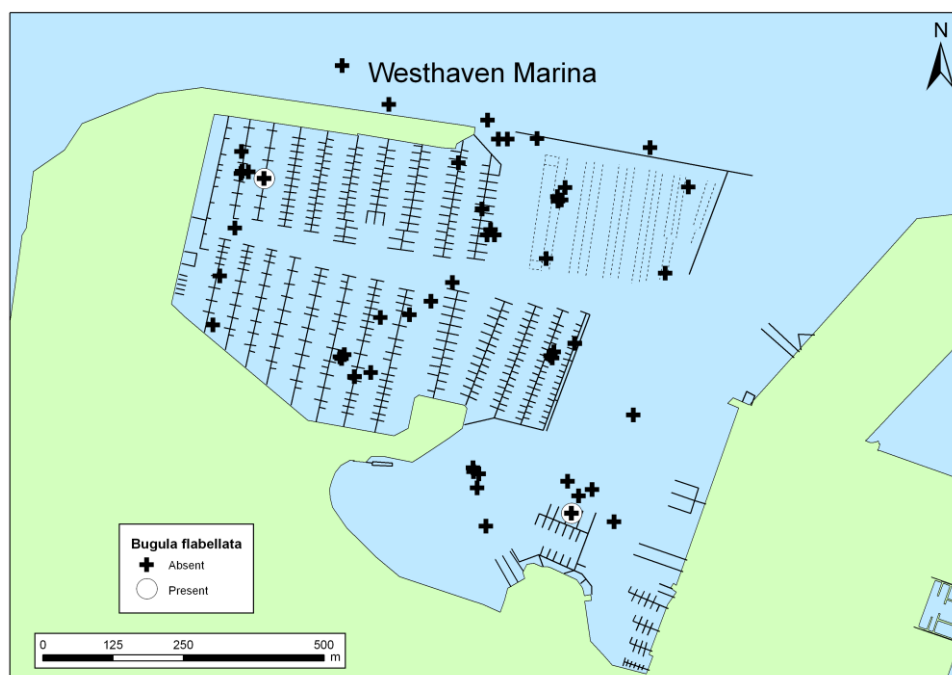 N
Westhaven Marina
Bugula flabellata
Absent
Present
0 125 250 500
m